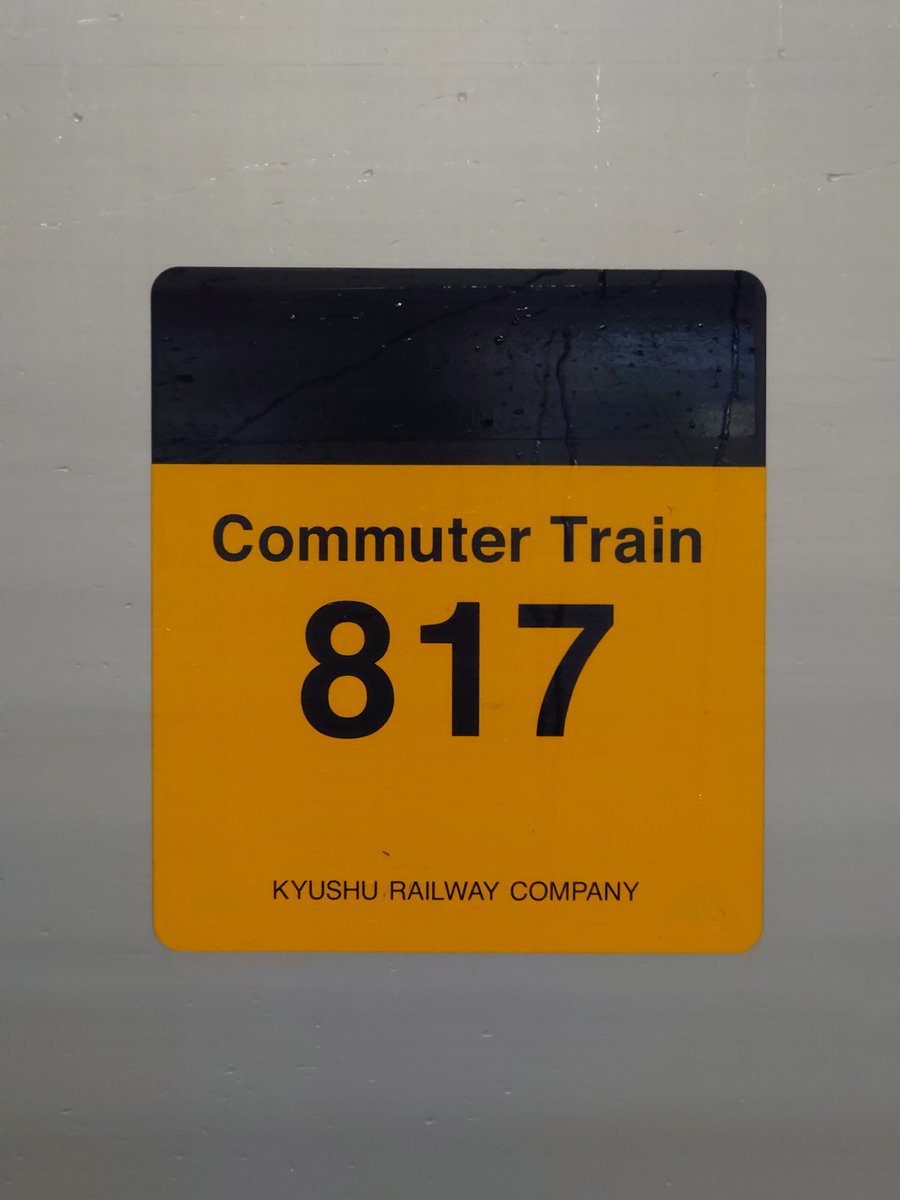 Commuter Train
817
KYUSHU RAILWAY COMPANY